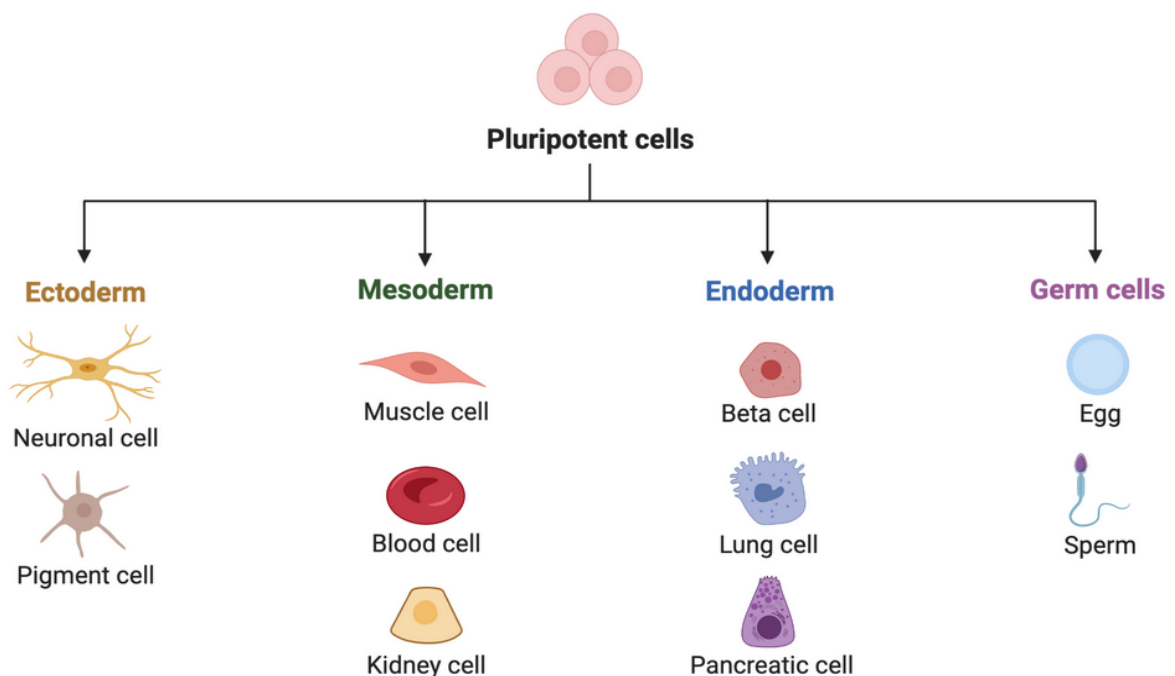 Pluripotent cells
Ectoderm
Neuronal cell
Pigment cell
Mesoderm
Muscle cell
Blood cell
Kidney cell
Endoderm
Beta cell
Lung cell
Pancreatic cell
Germ cells
Egg
Sperm